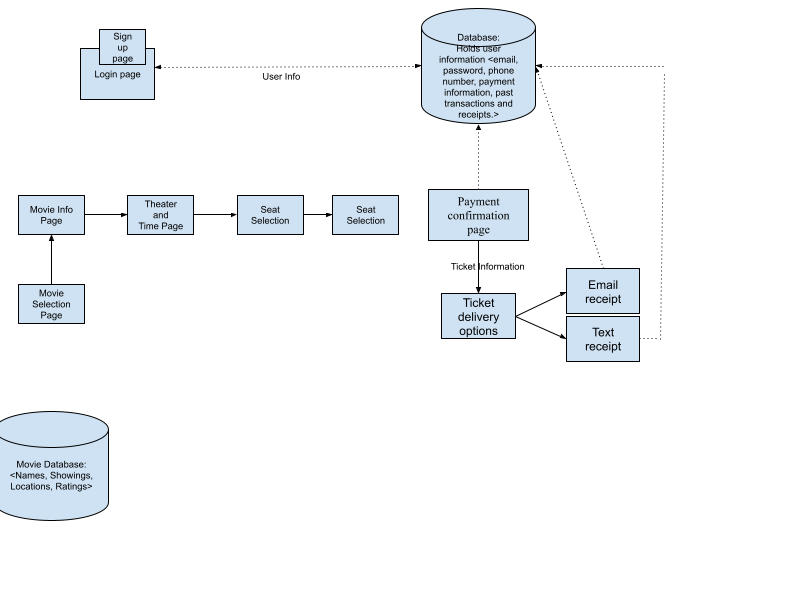 Sign
up
page
Login page
User Info
Database:
Holds user
information <email,
password, phone
number, payment
information, past
transactions and
receipts.>
Movie Info
Page
Theater
and
Time Page
Seat
Selection
Seat
Selection
Payment
confirmation
page
Movie
Selection
Page
Ticket Information
Ticket
delivery
options
Email
receipt
Text
receipt
Movie Database:
<Names, Showings,
Locations, Ratings>